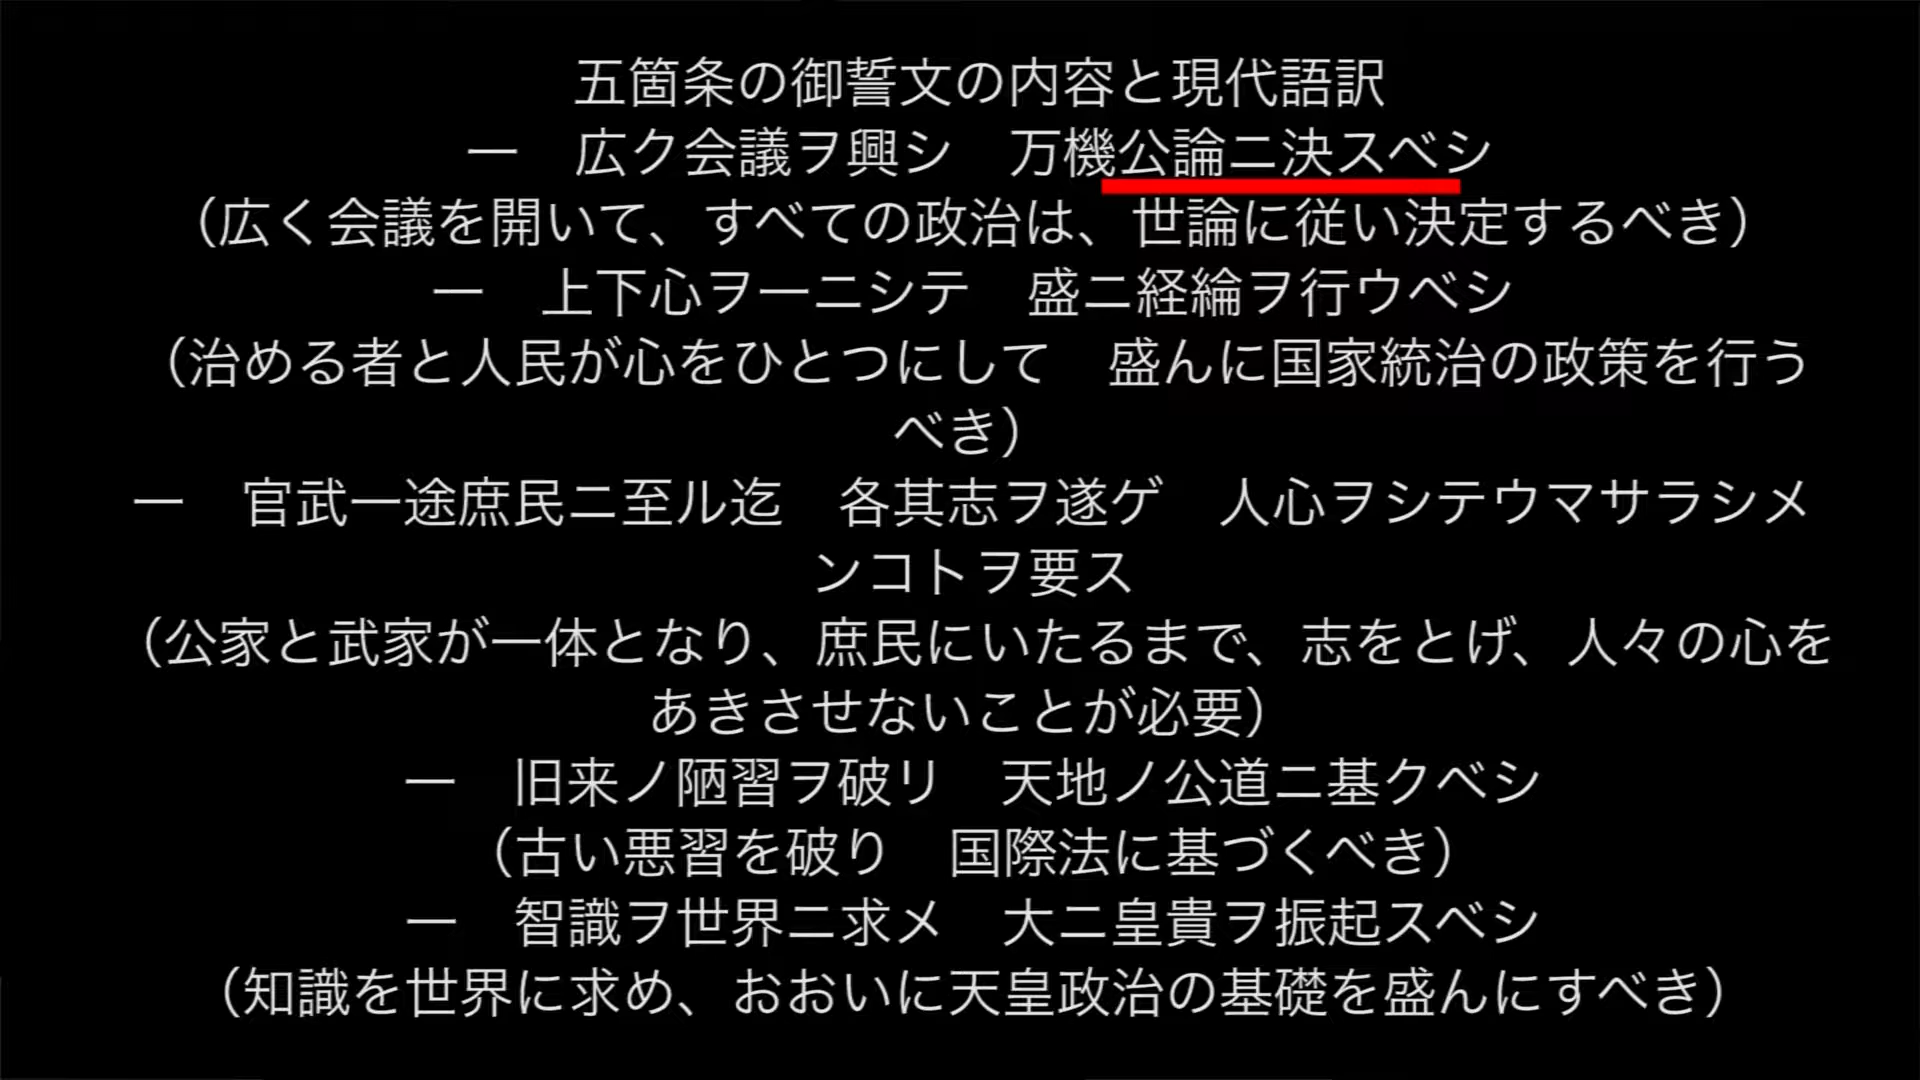 五箇条の御誓文の内容と現代語訳
一　広ク会議ヲ興シ　万機公論ニ決スベシ
（広く会議を開いて、すべての政治は、世論に従い決定するべき）
一　上下心ヲ一ニシテ　盛ニ経綸ヲ行ウベシ
（治める者と人民が心をひとつにして　盛んに国家統治の政策を行う
べき）
一　官武一途庶民ニ至ル迄　各其志ヲ遂ゲ　人心ヲシテウマサラシメ
ンコトヲ要ス
（公家と武家が一体となり、庶民にいたるまで、志をとげ、人々の心を
あきさせないことが必要）
一　旧来ノ陋習ヲ破リ　天地ノ公道ニ基クベシ
（古い悪習を破り　国際法に基づくべき）
一　智識ヲ世界ニ求メ　大ニ皇貴ヲ振起スベシ
（知識を世界に求め、おおいに天皇政治の基礎を盛んにすべき）